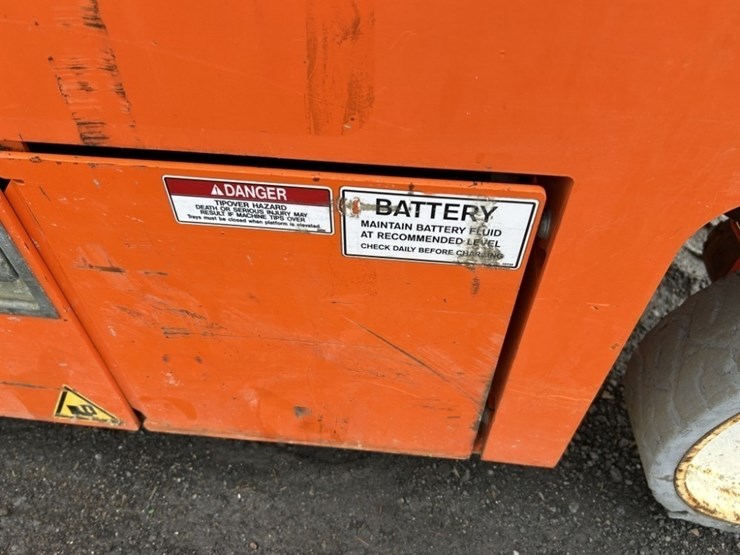 DANGER
TIPOVER HAZARD
DEATH OR SERIOUS INJURY MAY
RESULT IF MACHINE TIPS OVER
Trays must be closed when platform is elevated.
BATTERY
MAINTAIN BATTERY FLUID
AT RECOMMENDED LEVEL
CHECK DAILY BEFORE CHARGING